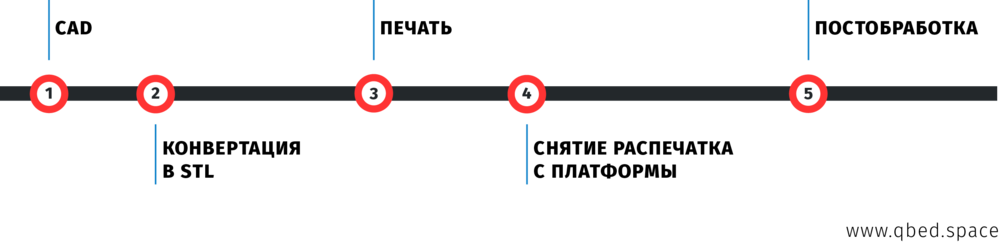 CAD
ПЕЧАТЬ
ПОСТОБРАБОТКА
1
2
3
4
5
КОНВЕРТАЦИЯ
В STL
СНЯТИЕ РАСПЕЧАТКА
С ПЛАТФОРМЫ
www.qbed.space